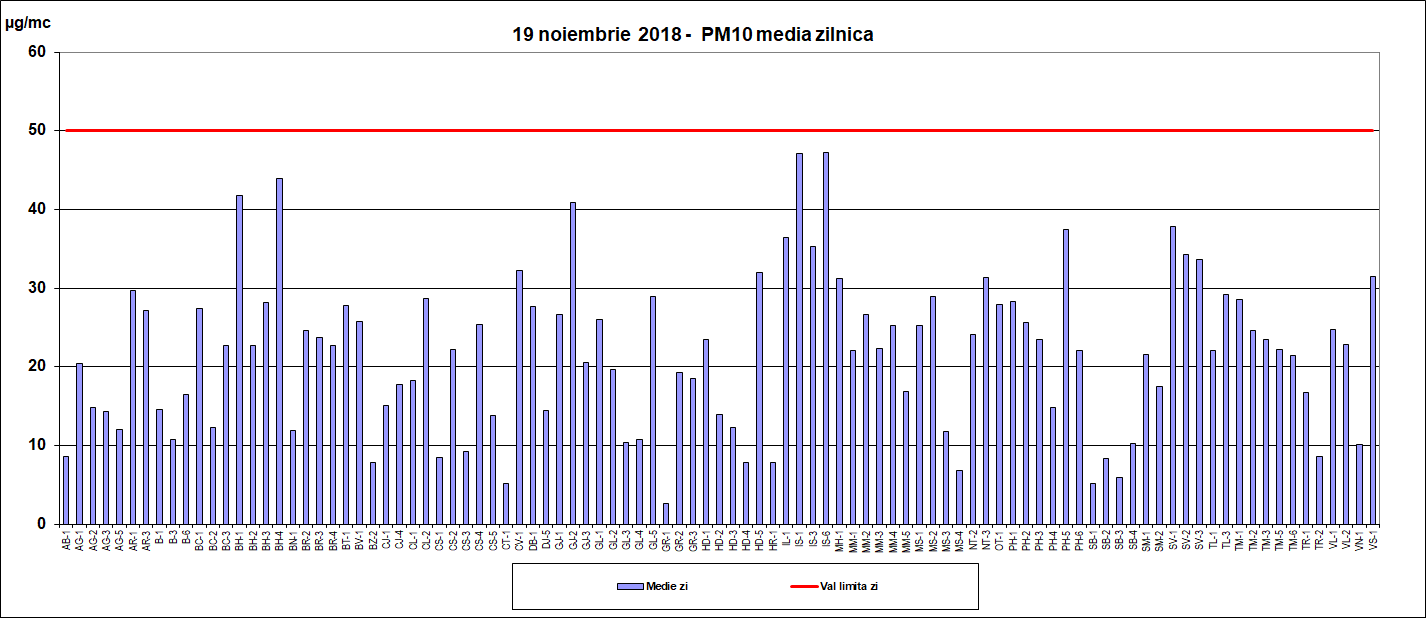 µg/mc
19 noiembrie 2018 - PM10 media zilnica
60
50
40
30
20
10
0
AB-1 AG-1 AG-2 AG-3 AG-5 AR-1 AR-3 B-1 B-3 B-6 BC-1 BC-2 BC-3 BH-1 BH-2 BH-3 BH-4 BN-1 BR-2 BR-3 BR-4 BT-1 BV-1 BZ-2 CJ-1 CJ-4 CL-1 CL-2 CS-1 CS-2 CS-3 CS-4 CS-5 CT-1 CV-1 DB-1 DJ-5 GJ-1 GJ-2 GJ-3 GL-1 GL-2 GL-3 GL-4 GL-5 GR-1 GR-2 GR-3 HD-1 HD-2 HD-3 HD-4 HD-5 HR-1 IL-1 IS-1 IS-3 IS-6 MH-1 MM-1 MM-2 MM-3 MM-4 MM-5 MS-1 MS-2 MS-3 MS-4 NT-2 NT-3 OT-1 PH-1 PH-2 PH-3 PH-4 PH-5 PH-6 SB-1 SB-2 SB-3 SB-4 SM-1 SM-2 SV-1 SV-2 SV-3 TL-1 TL-3 TM-1 TM-2 TM-3 TM-5 TM-6 TR-1 TR-2 VL-1 VL-2 VN-1 VS-1
Medie zi Val limita zi